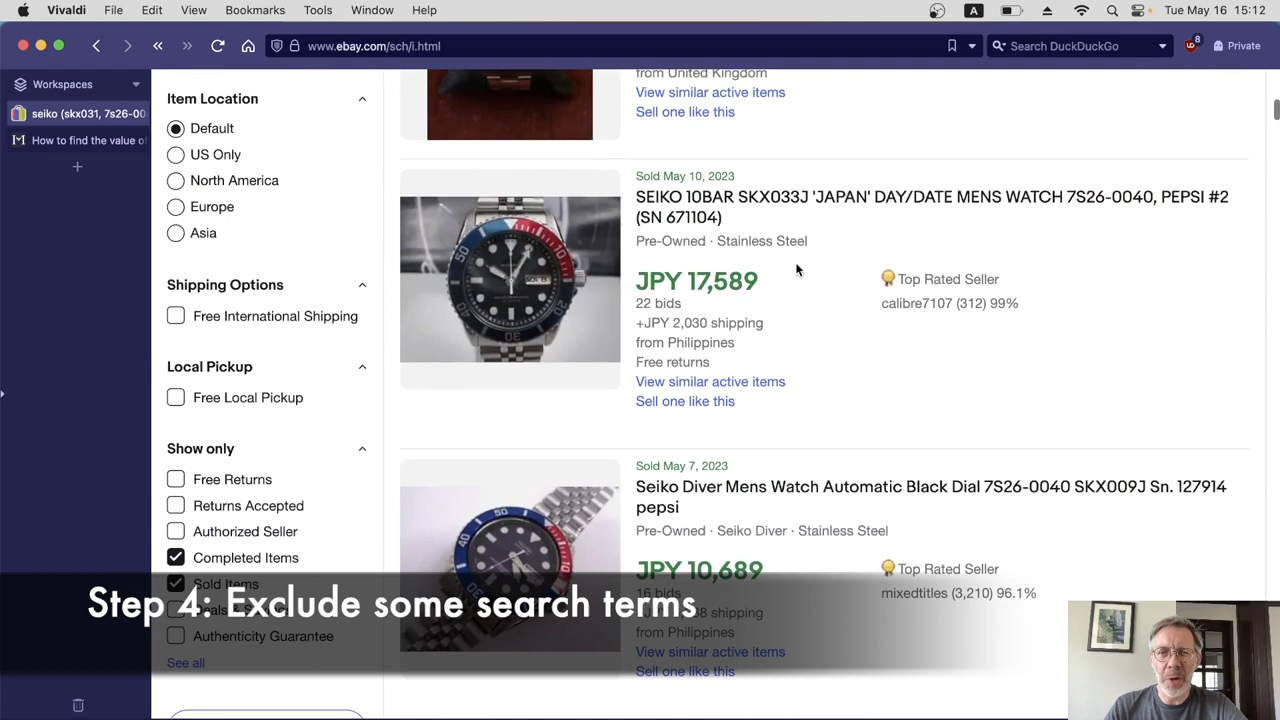 Vivaldi File Edit View Bookmarks Tools Window Help A Tue May 16 15:12
www.ebay.com/sch/i.html Search DuckDuckGo 8 Private
Workspaces
seiko (skx031, 7s26-00
How to find the value of
Item Location
Default
US Only
North America
Europe
Asia
Shipping Options
Free International Shipping
Local Pickup
Free Local Pickup
Show only
Free Returns
Returns Accepted
Authorized Seller
Completed Items
Sold Items
Authenticity Guarantee
See all
from United Kingdom
View similar active items
Sell one like this
Sold May 10, 2023
SEIKO 10BAR SKX033J 'JAPAN' DAY/DATE MENS WATCH 7S26-0040, PEPSI #2
(SN 671104)
Pre-Owned · Stainless Steel
JPY 17,589
22 bids
+JPY 2,030 shipping
from Philippines
Free returns
View similar active items
Sell one like this
Top Rated Seller
calibre7107 (312) 99%
Sold May 7, 2023
Seiko Diver Mens Watch Automatic Black Dial 7S26-0040 SKX009J Sn. 127914
pepsi
Pre-Owned · Seiko Diver · Stainless Steel
JPY 10,689
16 bids
shipping
from Philippines
View similar active items
Sell one like this
Top Rated Seller
mixedtitles (3,210) 96.1%
Step 4: Exclude some search terms